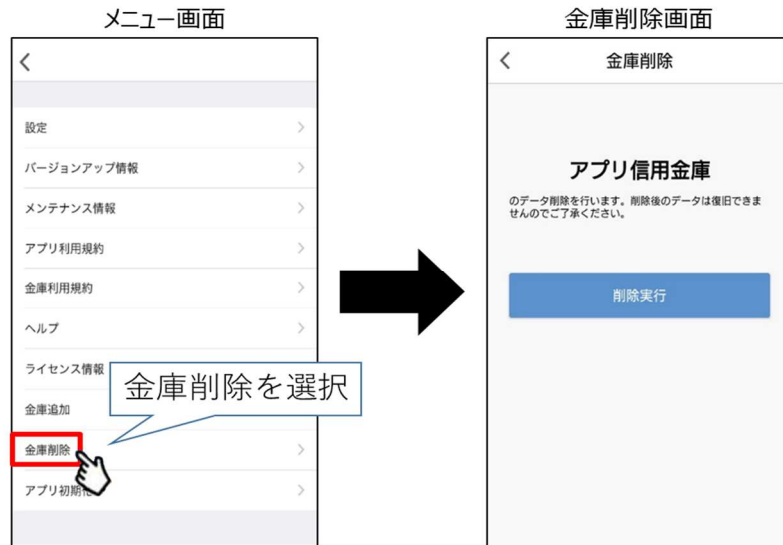 メニュー画面
設定
バージョンアップ情報
メンテナンス情報
アプリ利用規約
金庫利用規約
ヘルプ
ライセンス情報
金庫追加
金庫削除
アプリ初期
金庫削除を選択
金庫削除画面
金庫削除
アプリ信用金庫
のデータ削除を行います。削除後のデータは復旧できま
せんのでご了承ください。
削除実行